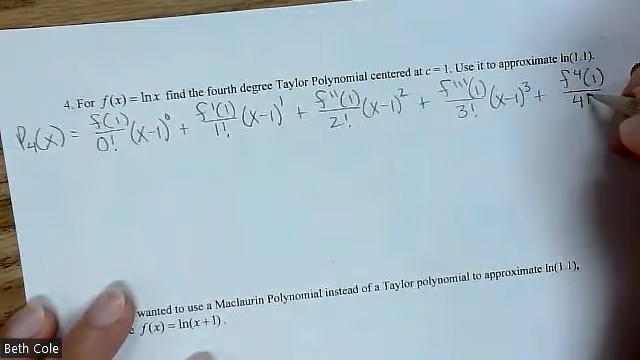 4. For f(x) = ln x find the fourth degree Taylor Polynomial centered at c = 1. Use it to approximate ln(1.1).
P₄(x) = f(1)/0! (x-1)⁰ + f'(1)/1! (x-1)¹ + f''(1)/2! (x-1)² + f'''(1)/3! (x-1)³ + f⁴(1)/4!
wanted to use a Maclaurin Polynomial instead of a Taylor polynomial to approximate ln(1.1),
f(x) = ln(x+1).
Beth Cole